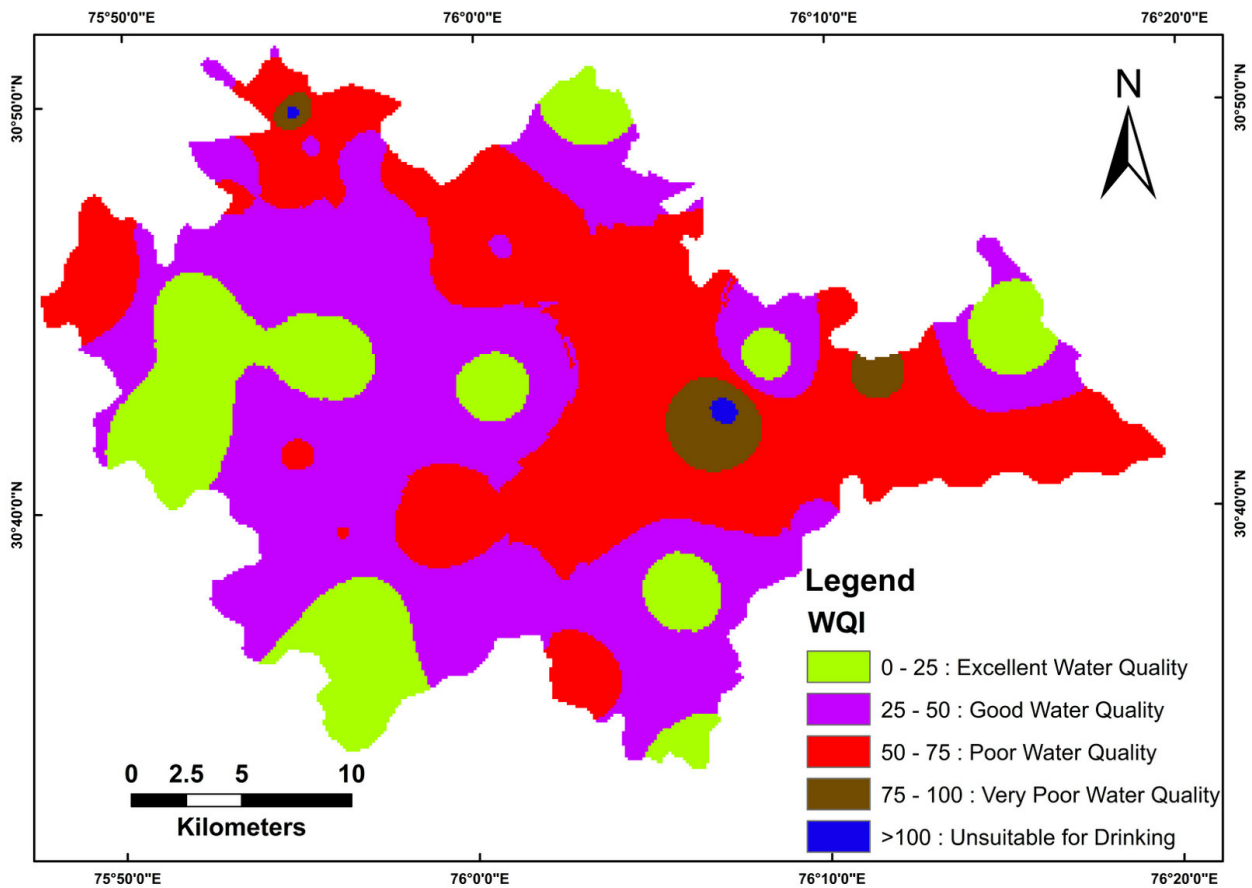 75°50'0"E 76°0'0"E 76°10'0"E 76°20'0"E
30°50'0"N 30°50'0"N
N
30°40'0"N 30°40'0"N
Legend
WQI
0 - 25 : Excellent Water Quality
25 - 50 : Good Water Quality
50 - 75 : Poor Water Quality
75 - 100 : Very Poor Water Quality
>100 : Unsuitable for Drinking
0 2.5 5 10
Kilometers
75°50'0"E 76°0'0"E 76°10'0"E 76°20'0"E